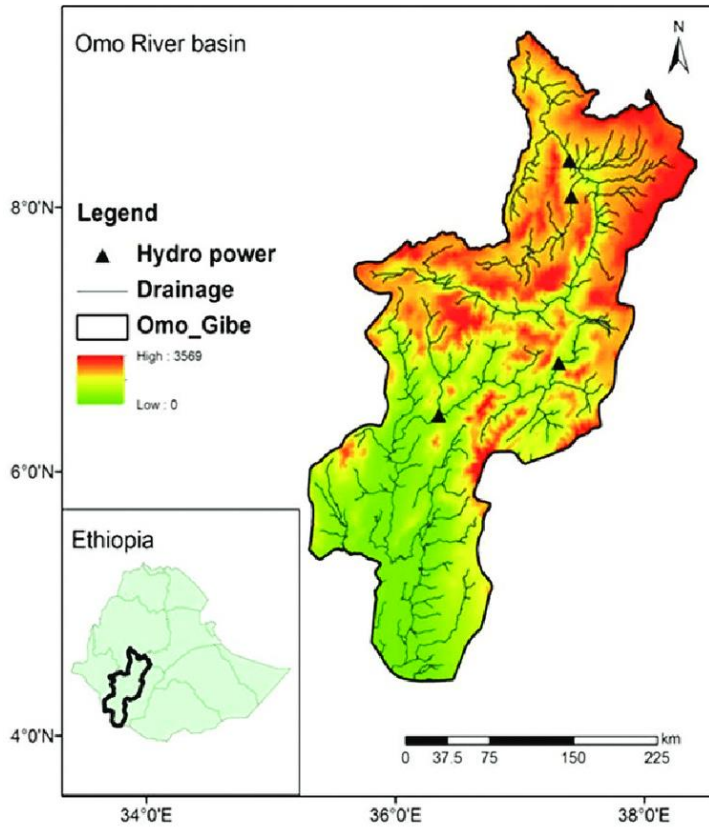 Omo River basin
N
Legend
Hydro power
Drainage
Omo_Gibe
High : 3569
Low : 0
Ethiopia
8°0'N
6°0'N
4°0'N
km
0 37.5 75 150 225
34°0'E 36°0'E 38°0'E